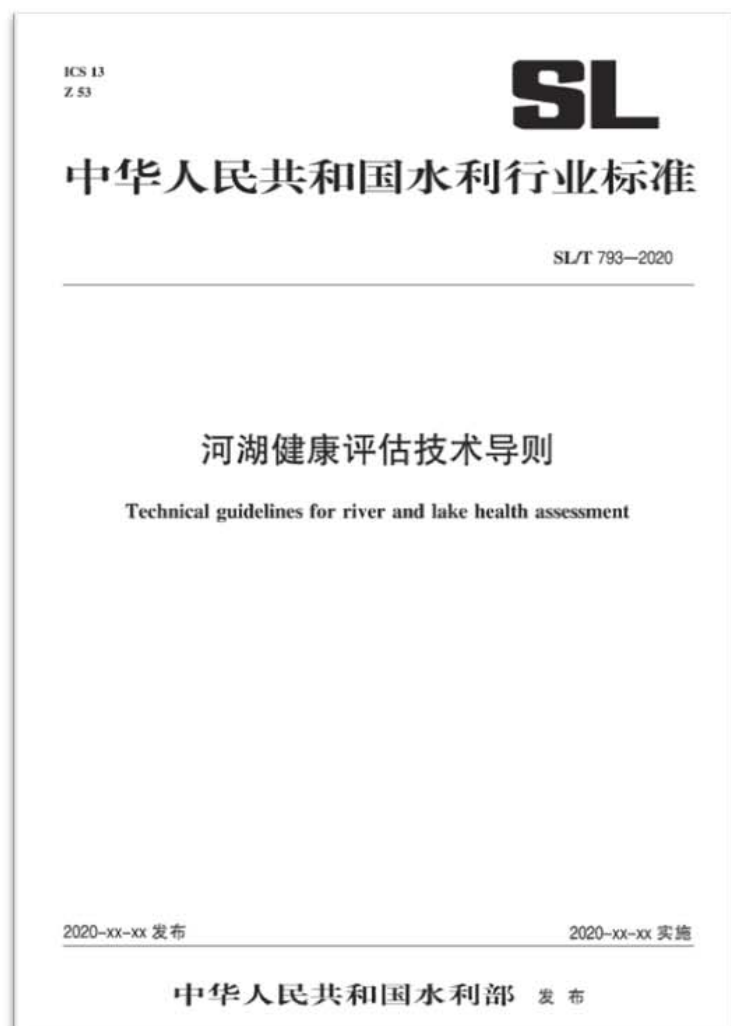 ICS 13
Z 53
SL
中华人民共和国水利行业标准
SL/T 793—2020
河湖健康评估技术导则
Technical guidelines for river and lake health assessment
2020-xx-xx 发布
2020-xx-xx 实施
中华人民共和国水利部 发布